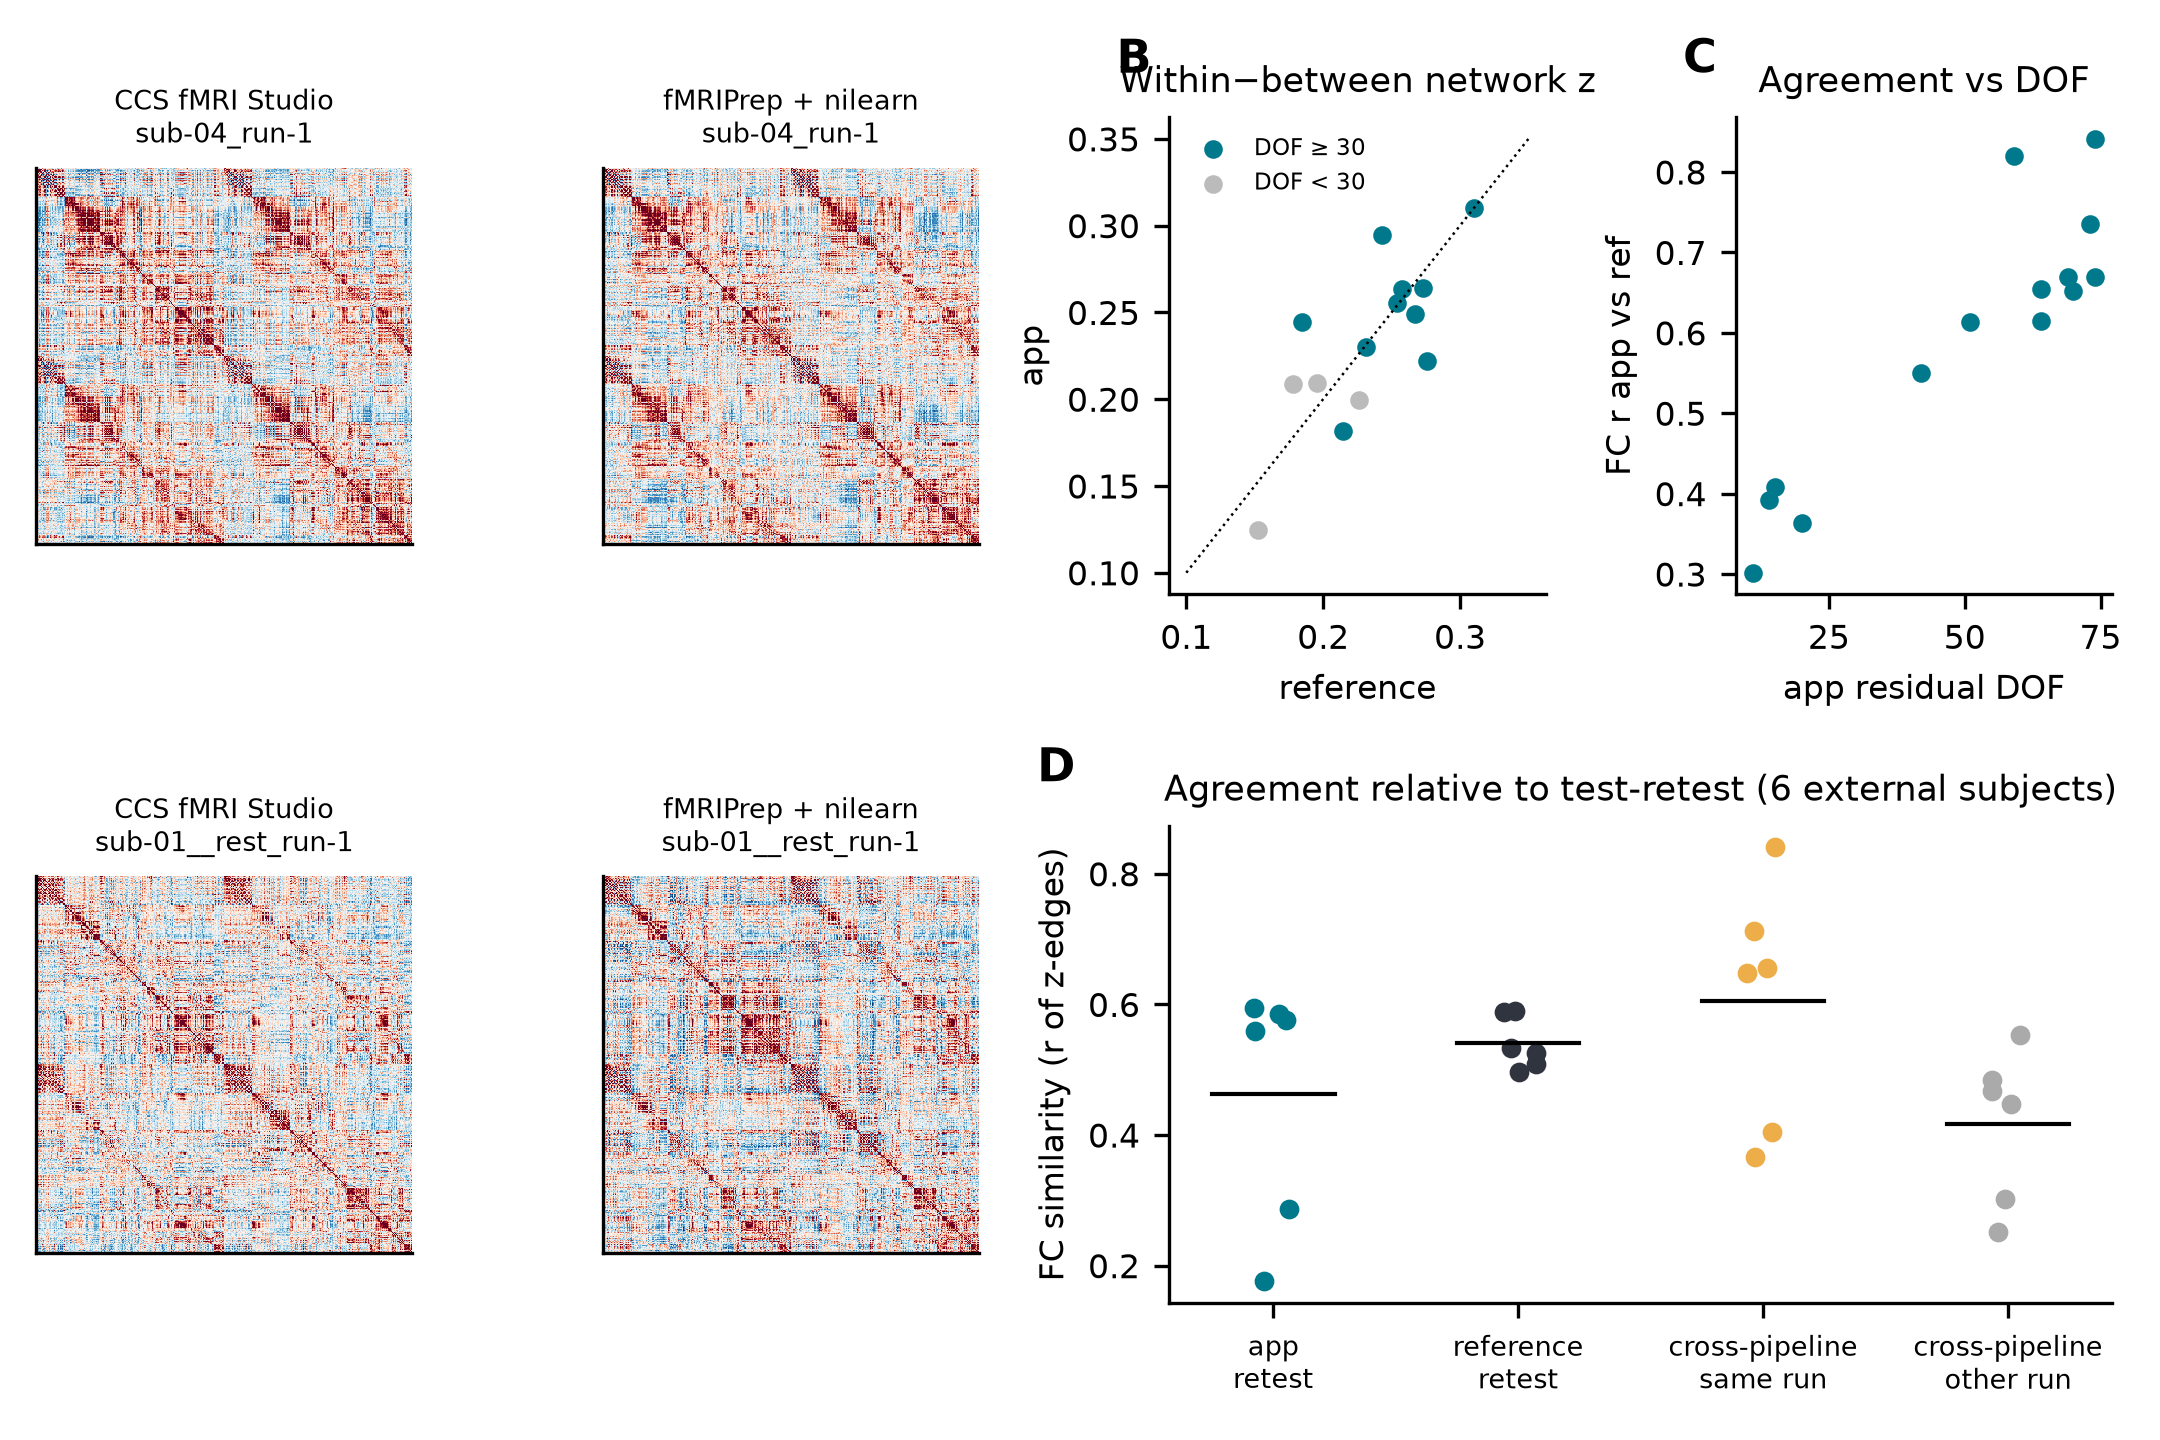 CCS fMRI Studio
sub-04_run-1
fMRIPrep + nilearn
sub-04_run-1
B
Within−between network z
DOF ≥ 30
DOF < 30
app
0.35
0.30
0.25
0.20
0.15
0.10
0.1
0.2
0.3
reference
C
Agreement vs DOF
FC r app vs ref
0.8
0.7
0.6
0.5
0.4
0.3
25
50
75
app residual DOF
CCS fMRI Studio
sub-01__rest_run-1
fMRIPrep + nilearn
sub-01__rest_run-1
D
Agreement relative to test-retest (6 external subjects)
FC similarity (r of z-edges)
0.8
0.6
0.4
0.2
app
retest
reference
retest
cross-pipeline
same run
cross-pipeline
other run